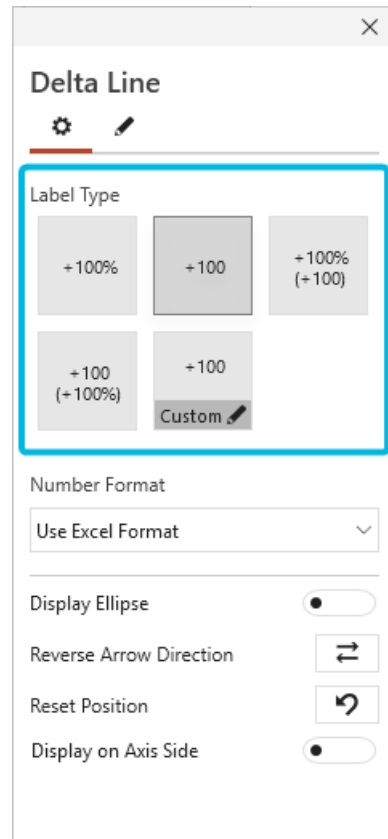 Delta Line
Label Type
+100%
+100
+100%
(+100)
+100
(+100%)
+100
Custom
Number Format
Use Excel Format
Display Ellipse
Reverse Arrow Direction
Reset Position
Display on Axis Side